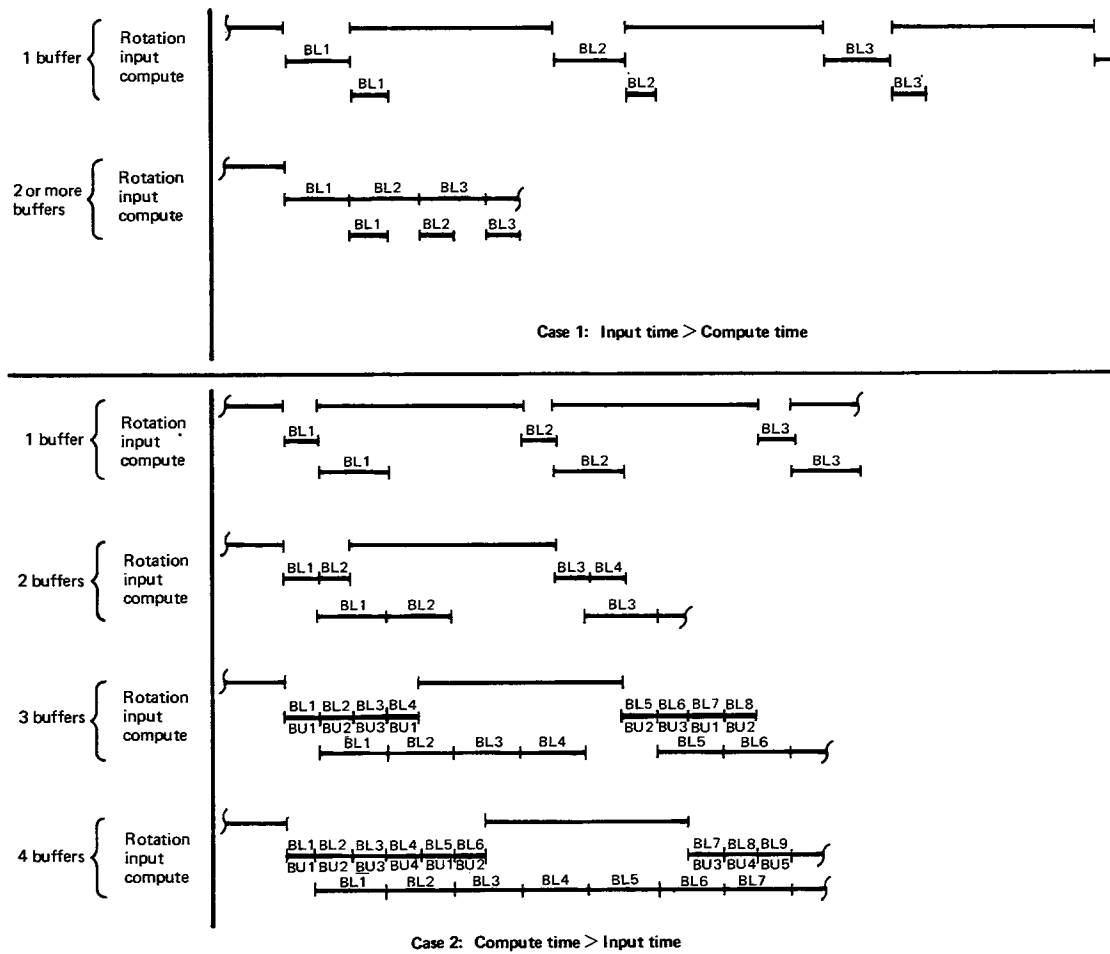 BL1
BL2
BL3
1 buffer
Rotation
input
compute
BL1
BL2
BL3
2 or more
buffers
Rotation
input
compute
BL1 BL2 BL3
BL1 BL2 BL3
Case 1: Input time > Compute time
1 buffer
Rotation
input
compute
BL1 BL2 BL3
BL1 BL2 BL3
2 buffers
Rotation
input
compute
BL1 BL2 BL3 BL4
BL1 BL2 BL3
3 buffers
Rotation
input
compute
BL1 BL2 BL3 BL4 BL5 BL6 BL7 BL8
BU1 BU2 BU3 BU1 BU2 BU3 BU1 BU2
BL1 BL2 BL3 BL4 BL5 BL6
4 buffers
Rotation
input
compute
BL1 BL2 BL3 BL4 BL5 BL6 BL7 BL8 BL9
BU1 BU2 BU3 BU4 BU1 BU2 BU3 BU4 BU5
BL1 BL2 BL3 BL4 BL5 BL6 BL7
Case 2: Compute time > Input time